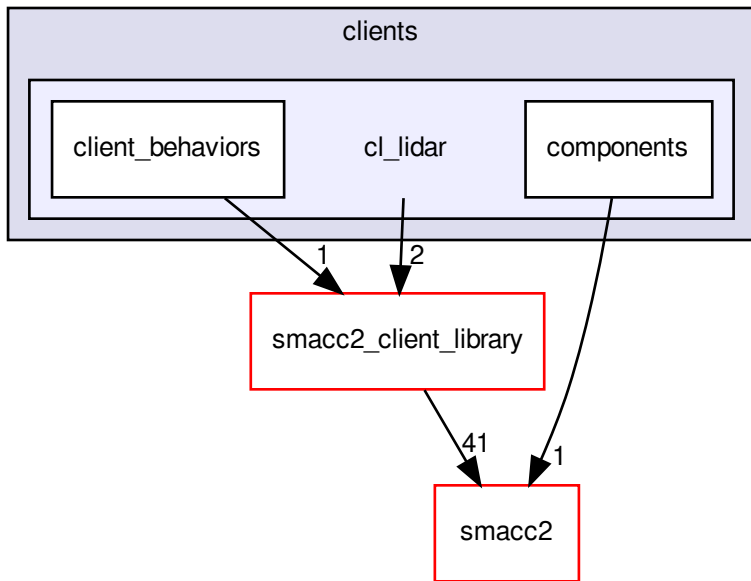 clients
client_behaviors
cl_lidar
components
1
2
smacc2_client_library
41
1
smacc2